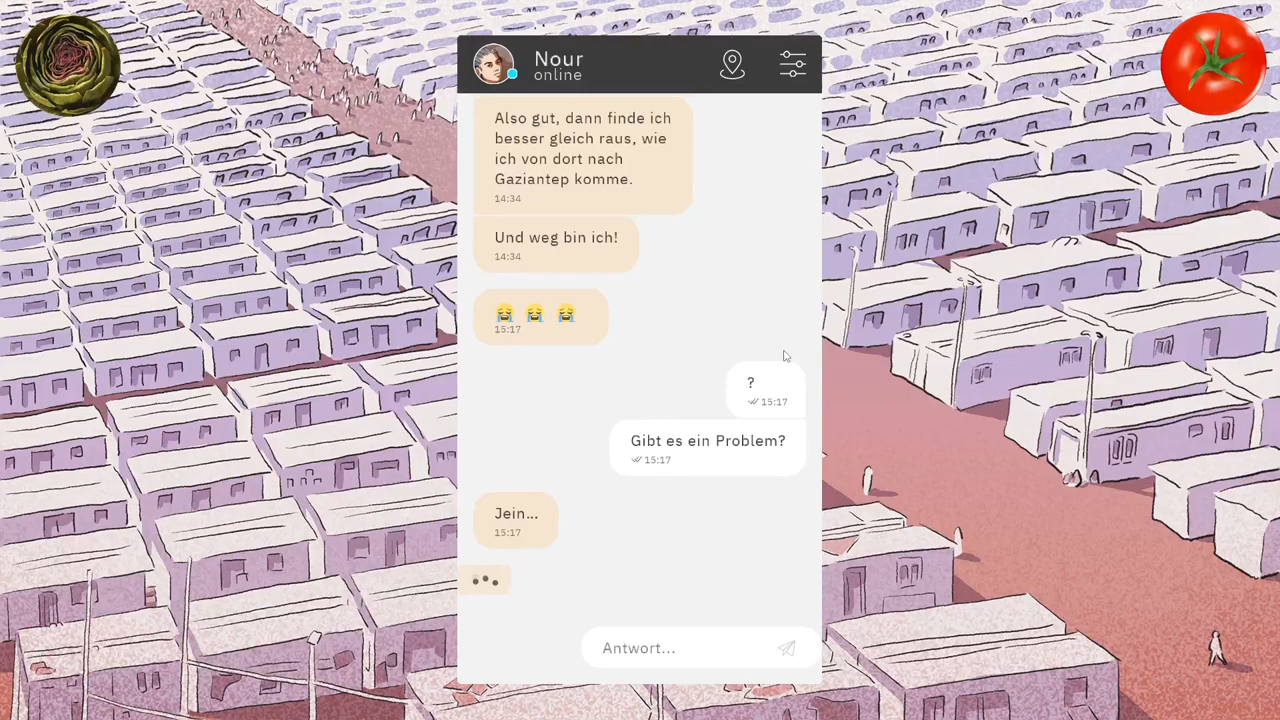 Nour
online
Also gut, dann finde ich
besser gleich raus, wie
ich von dort nach
Gaziantep komme.
14:34
Und weg bin ich!
14:34
15:17
?
15:17
Gibt es ein Problem?
15:17
Jein...
15:17
Antwort...